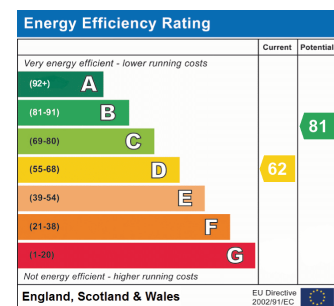 Energy Efficiency Rating
Current Potential
Very energy efficient - lower running costs
(92+) A
(81-91) B
81
(69-80) C
(55-68) D 62
(39-54) E
(21-38) F
(1-20) G
Not energy efficient - higher running costs
England, Scotland & Wales
EU Directive
2002/91/EC